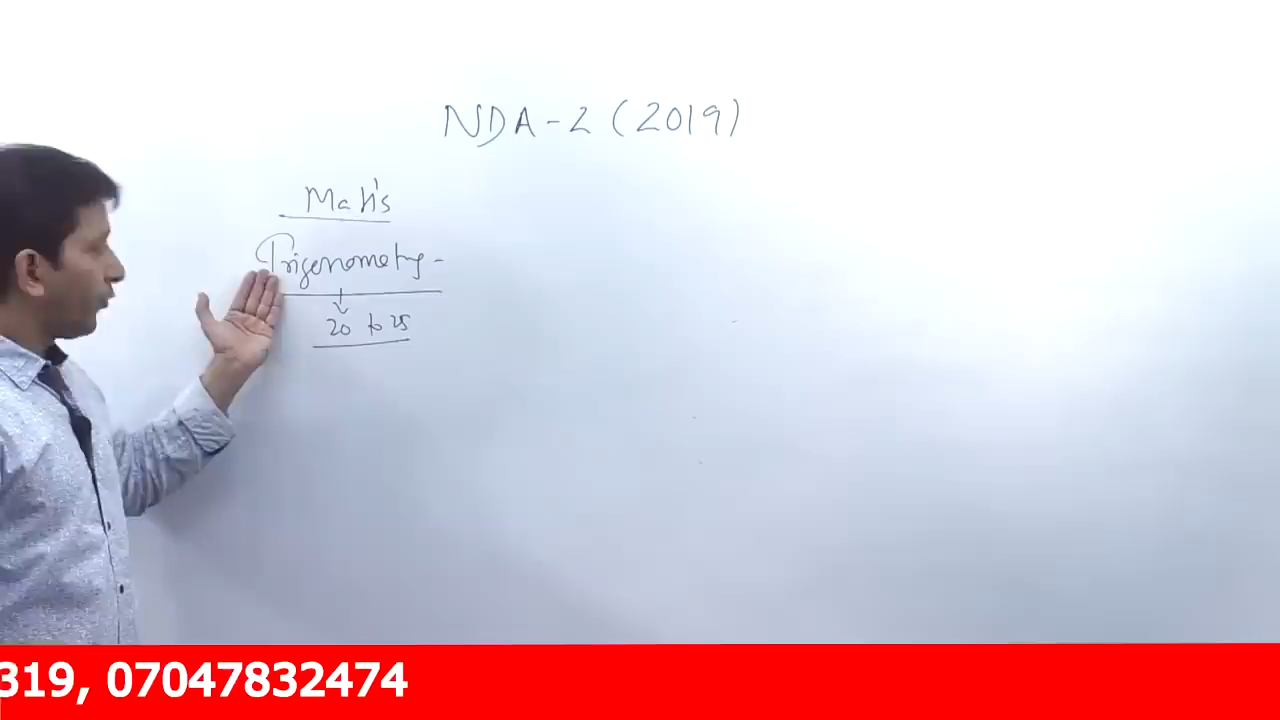 NDA-2 (2019)
Maths
Trigonometry -
20 to 25
319, 07047832474